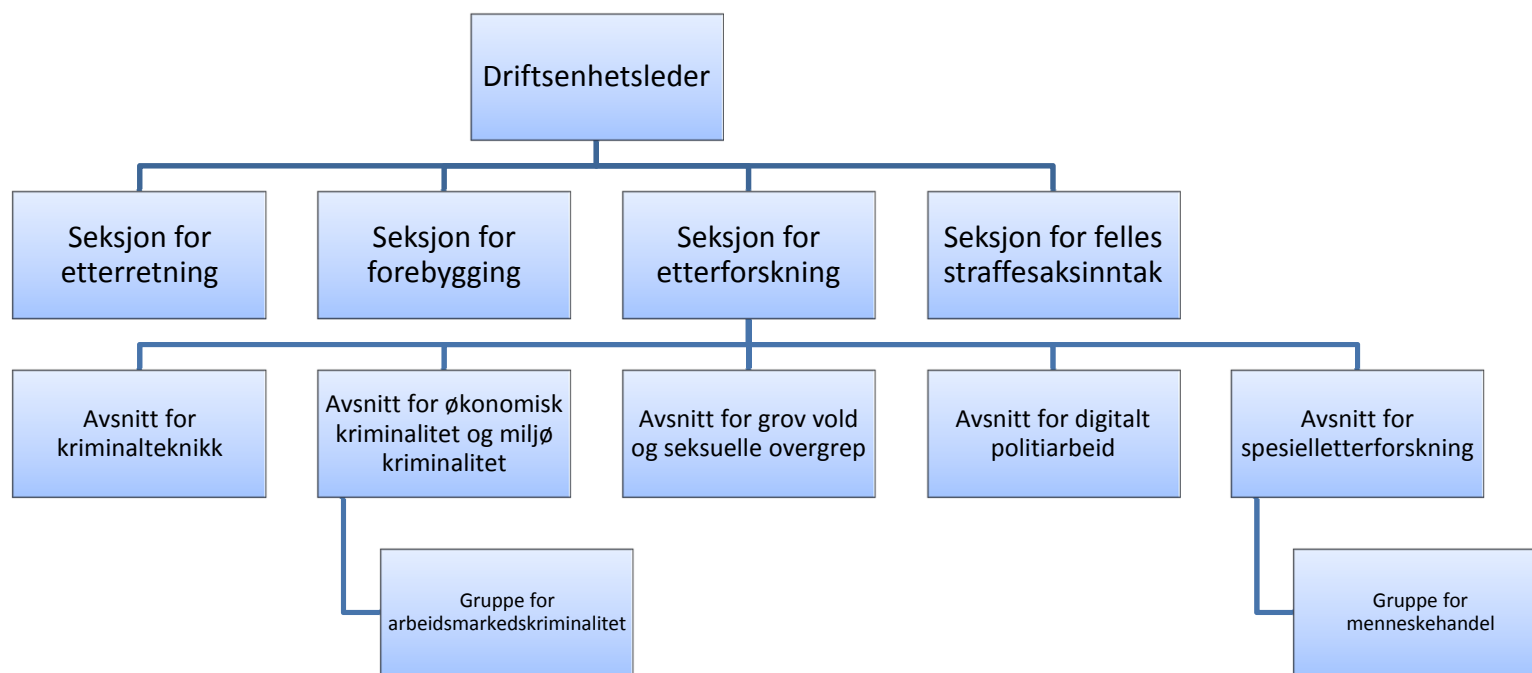 Driftsenhetsleder
Seksjon for
etterretning
Seksjon for
forebygging
Seksjon for
etterforskning
Seksjon for felles
straffesaksinntak
Avsnitt for
kriminalteknikk
Avsnitt for økonomisk
kriminalitet og miljø
kriminalitet
Avsnitt for grov vold
og seksuelle overgrep
Avsnitt for digitalt
politiarbeid
Avsnitt for
spesielletterforskning
Gruppe for
arbeidsmarkedskriminalitet
Gruppe for
menneskehandel